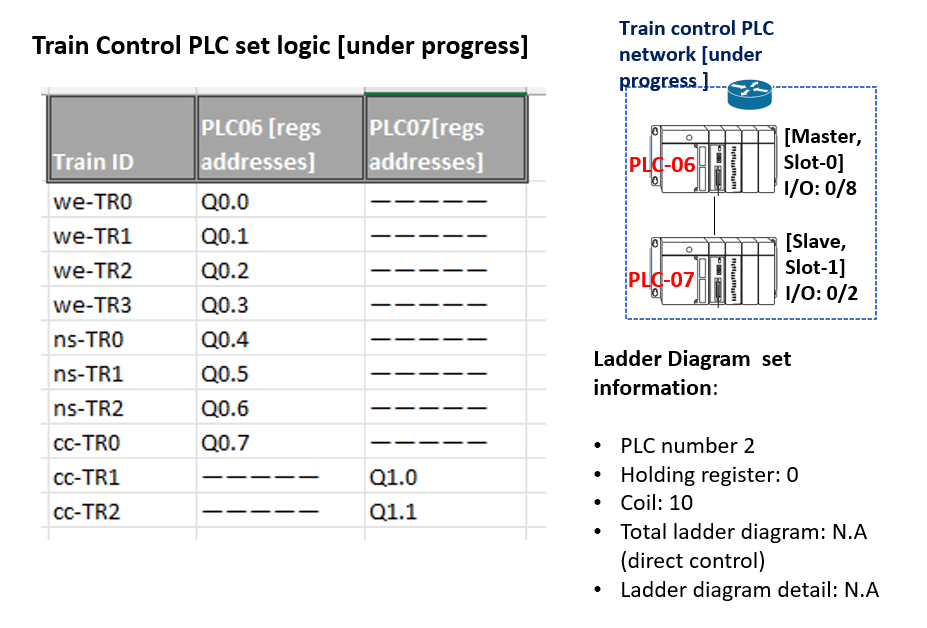 Train Control PLC set logic [under progress]
Train ID PLC06 [regs addresses] PLC07[regs addresses]
we-TR0 Q0.0 —————
we-TR1 Q0.1 —————
we-TR2 Q0.2 —————
we-TR3 Q0.3 —————
ns-TR0 Q0.4 —————
ns-TR1 Q0.5 —————
ns-TR2 Q0.6 —————
cc-TR0 Q0.7 —————
cc-TR1 ————— Q1.0
cc-TR2 ————— Q1.1
Train control PLC
network [under
progress ]
PLC-06
[Master,
Slot-0]
I/O: 0/8
PLC-07
[Slave,
Slot-1]
I/O: 0/2
Ladder Diagram set
information:
• PLC number 2
• Holding register: 0
• Coil: 10
• Total ladder diagram: N.A
(direct control)
• Ladder diagram detail: N.A